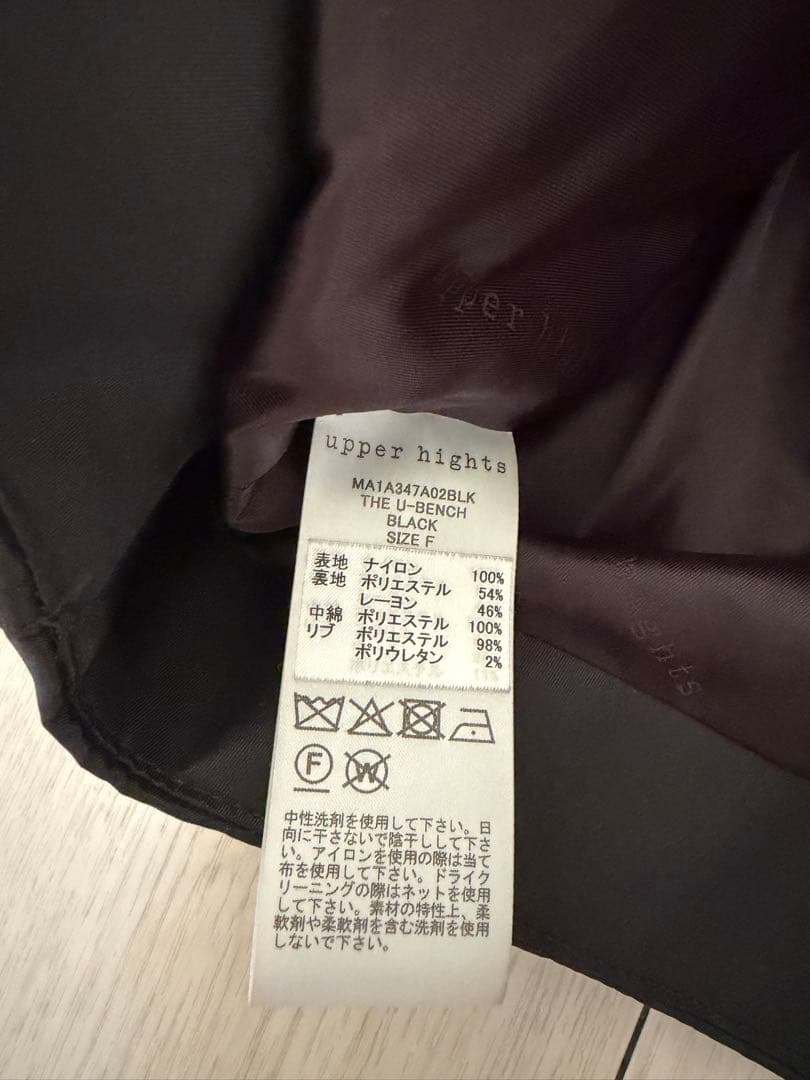 upper
upper hights
MA1A347A02BLK
THE U-BENCH
BLACK
SIZE F
表地 ナイロン 100%
裏地 ポリエステル 54%
レーヨン 46%
中綿 ポリエステル 100%
リブ ポリエステル 98%
ポリウレタン 2%
F
W
中性洗剤を使用して下さい。日
向に干さないで陰干しして下さ
い。アイロンを使用の際は当て
布を使用して下さい。ドライク
リーニングの際はネットを使用
して下さい。素材の特性上、柔
軟剤や柔軟剤を含む洗剤を使用
しないで下さい。
ghts